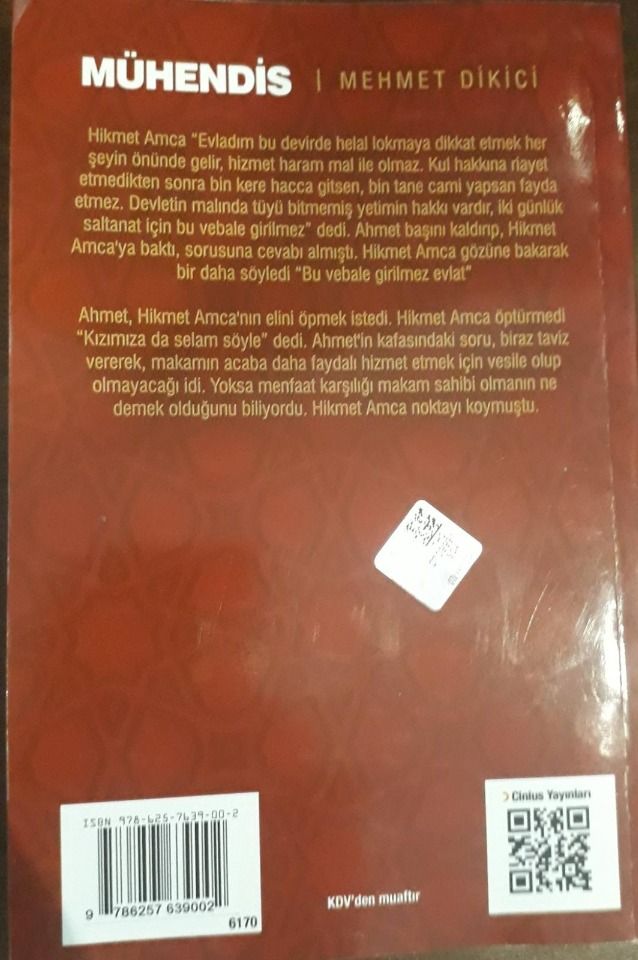 MÜHENDİS | MEHMET DİKİCİ
Hikmet Amca "Evladım bu devirde helal lokmaya dikkat etmek her
şeyin önünde gelir, hizmet haram mal ile olmaz. Kul hakkına riayet
etmedikten sonra bin kere hacca gitsen, bin tane cami yapsan fayda
etmez. Devletin malında tüyü bitmemiş yetimin hakkı vardır, iki günlük
saltanat için bu vebale girilmez" dedi. Ahmet başını kaldırıp, Hikmet
Amca'ya baktı, sorusuna cevabı almıştı. Hikmet Amca gözüne bakarak
bir daha söyledi "Bu vebale girilmez evlat"
Ahmet, Hikmet Amca'nın elini öpmek istedi. Hikmet Amca öptürmedi
"Kızımıza da selam söyle" dedi. Ahmet'in kafasındaki soru, biraz taviz
vererek, makamın acaba daha faydalı hizmet etmek için vesile olup
olmayacağı idi. Yoksa menfaat karşılığı makam sahibi olmanın ne
demek olduğunu biliyordu. Hikmet Amca noktayı koymuştu.
ISBN 978-625-7639-00-2
9 786257 639002
6170
KDV'den muaftır
Cinius Yayınları